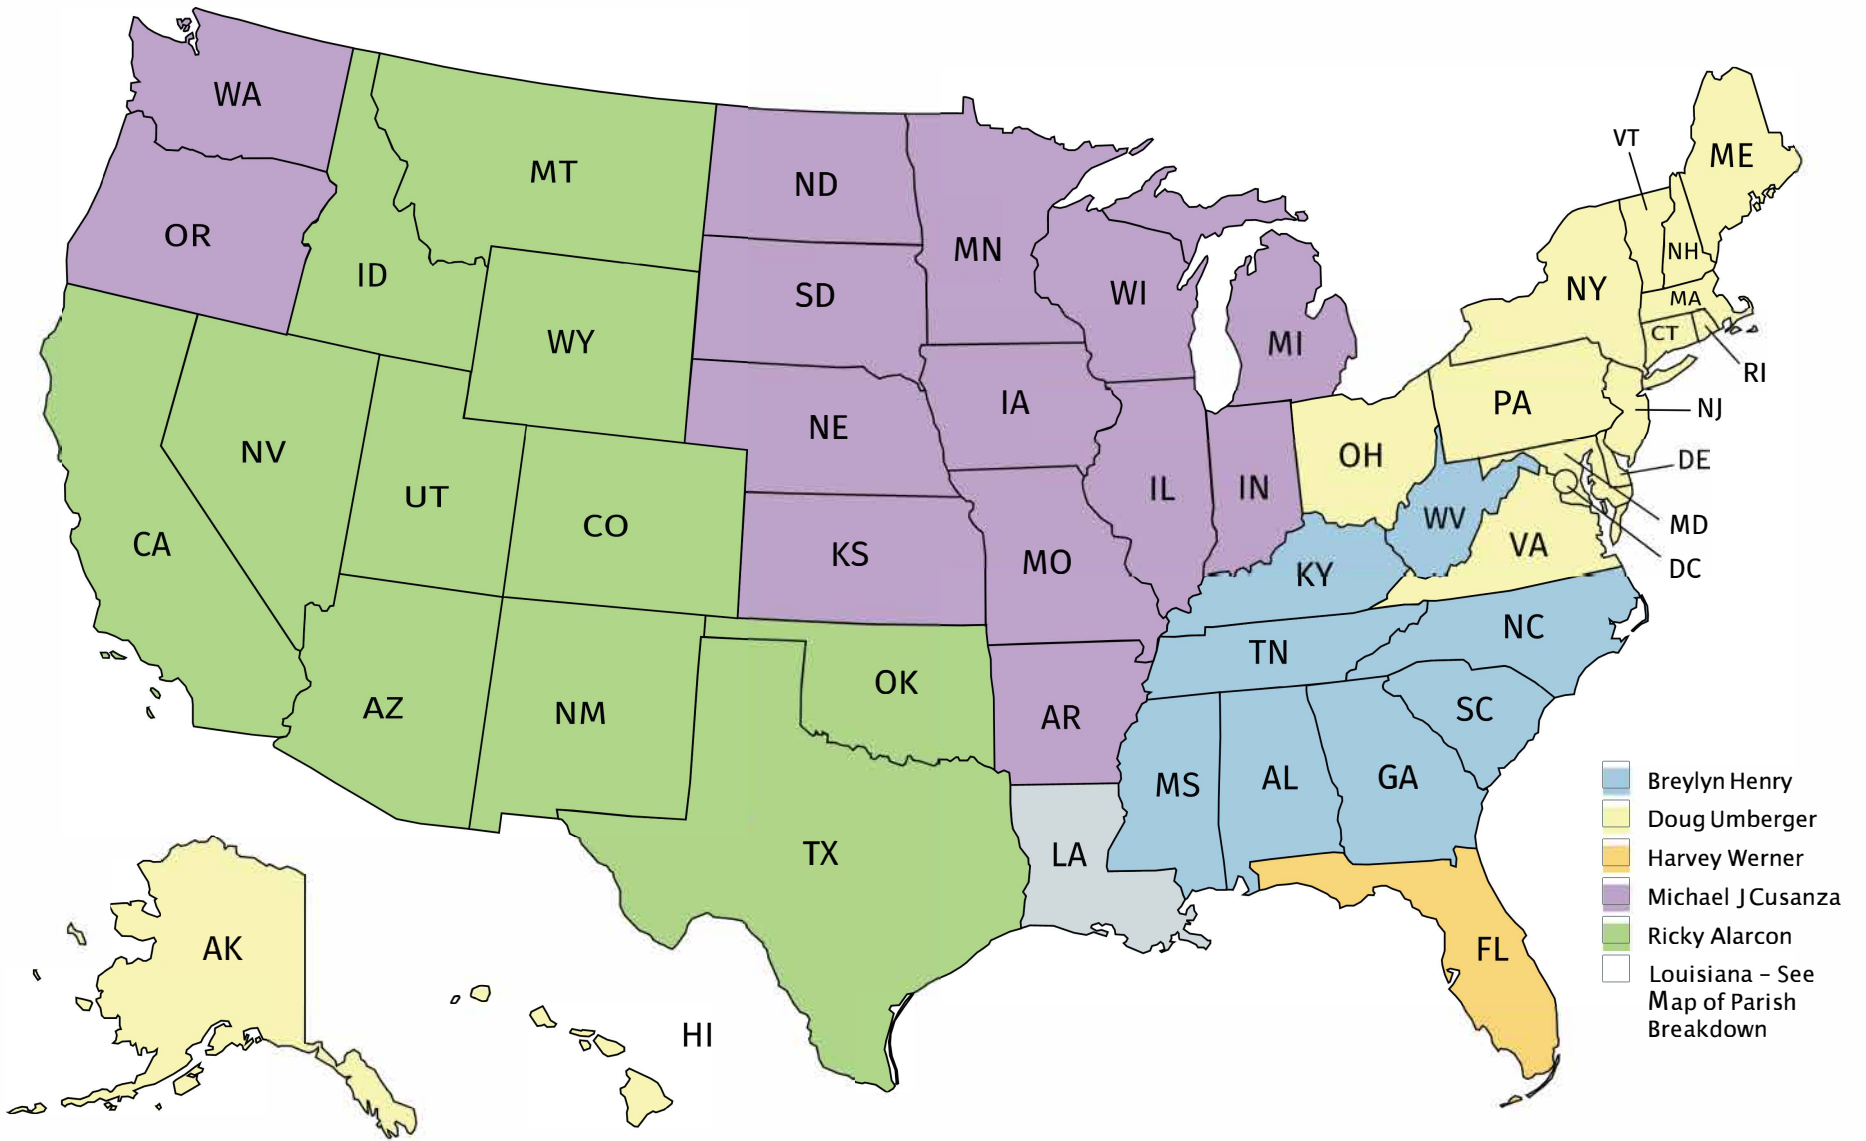 WA
MT
ND
MN
VT
ME
OR
ID
SD
WI
NH
NY
MA
WY
MI
CT
RI
IA
PA
NJ
NE
NV
OH
DE
UT
CO
IL
IN
WV
MD
CA
KS
MO
KY
VA
DC
NC
TN
OK
AZ
NM
AR
SC
MS
AL
GA
TX
LA
FL
AK
HI
Breylyn Henry
Doug Umberger
Harvey Werner
Michael J Cusanza
Ricky Alarcon
Louisiana – See
Map of Parish
Breakdown